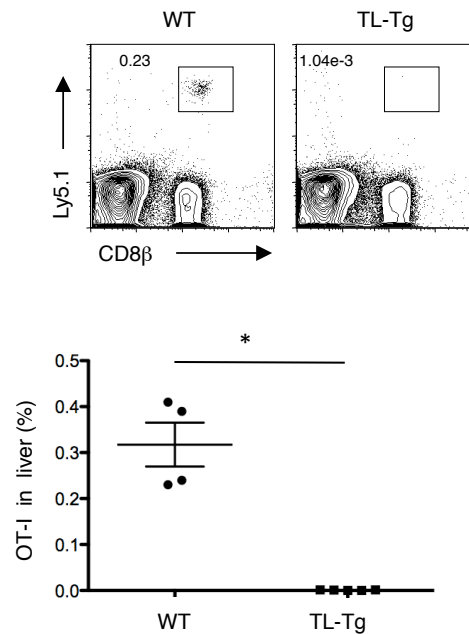 WT TL-Tg
0.23 1.04e-3
Ly5.1
CD8β
*
0.5
0.4
0.3
0.2
0.1
0.0
OT-I in liver (%)
WT TL-Tg